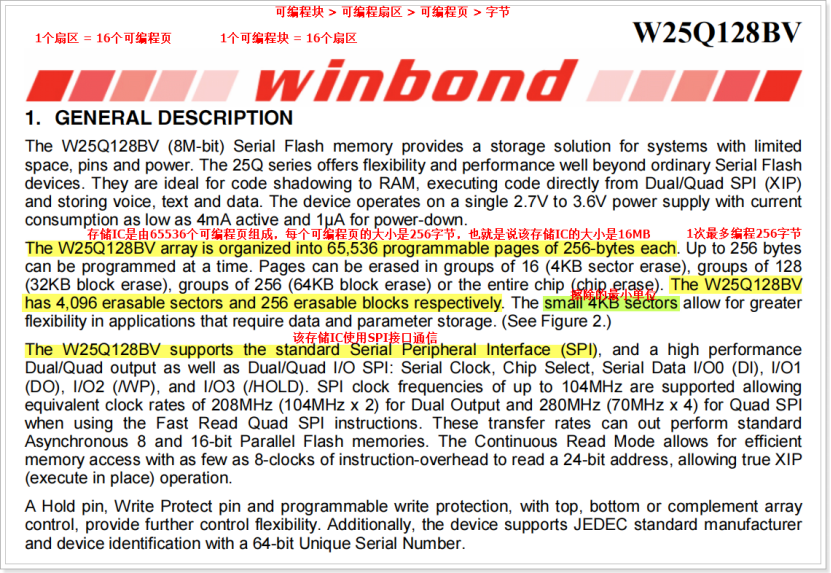 可编程块 > 可编程扇区 > 可编程页 > 字节
W25Q128BV
1个扇区 = 16个可编程页 1个可编程块 = 16个扇区
winbond
1. GENERAL DESCRIPTION
The W25Q128BV (8M-bit) Serial Flash memory provides a storage solution for systems with limited
space, pins and power. The 25Q series offers flexibility and performance well beyond ordinary Serial Flash
devices. They are ideal for code shadowing to RAM, executing code directly from Dual/Quad SPI (XIP)
and storing voice, text and data. The device operates on a single 2.7V to 3.6V power supply with current
consumption as low as 4mA active and 1μA for power-down.
存储IC是由65536个可编程页组成，每个可编程页的大小是256字节，也就是说该存储IC的大小是16MB 1次最多编程256字节
The W25Q128BV array is organized into 65,536 programmable pages of 256-bytes each. Up to 256 bytes
can be programmed at a time. Pages can be erased in groups of 16 (4KB sector erase), groups of 128
(32KB block erase), groups of 256 (64KB block erase) or the entire chip (chip erase). The W25Q128BV
擦除的最小单位
has 4,096 erasable sectors and 256 erasable blocks respectively. The small 4KB sectors allow for greater
flexibility in applications that require data and parameter storage. (See Figure 2.)
该存储IC使用SPI接口通信
The W25Q128BV supports the standard Serial Peripheral Interface (SPI), and a high performance
Dual/Quad output as well as Dual/Quad I/O SPI: Serial Clock, Chip Select, Serial Data I/O0 (DI), I/O1
(DO), I/O2 (/WP), and I/O3 (/HOLD). SPI clock frequencies of up to 104MHz are supported allowing
equivalent clock rates of 208MHz (104MHz x 2) for Dual Output and 280MHz (70MHz x 4) for Quad SPI
when using the Fast Read Quad SPI instructions. These transfer rates can out perform standard
Asynchronous 8 and 16-bit Parallel Flash memories. The Continuous Read Mode allows for efficient
memory access with as few as 8-clocks of instruction-overhead to read a 24-bit address, allowing true XIP
(execute in place) operation.
A Hold pin, Write Protect pin and programmable write protection, with top, bottom or complement array
control, provide further control flexibility. Additionally, the device supports JEDEC standard manufacturer
and device identification with a 64-bit Unique Serial Number.